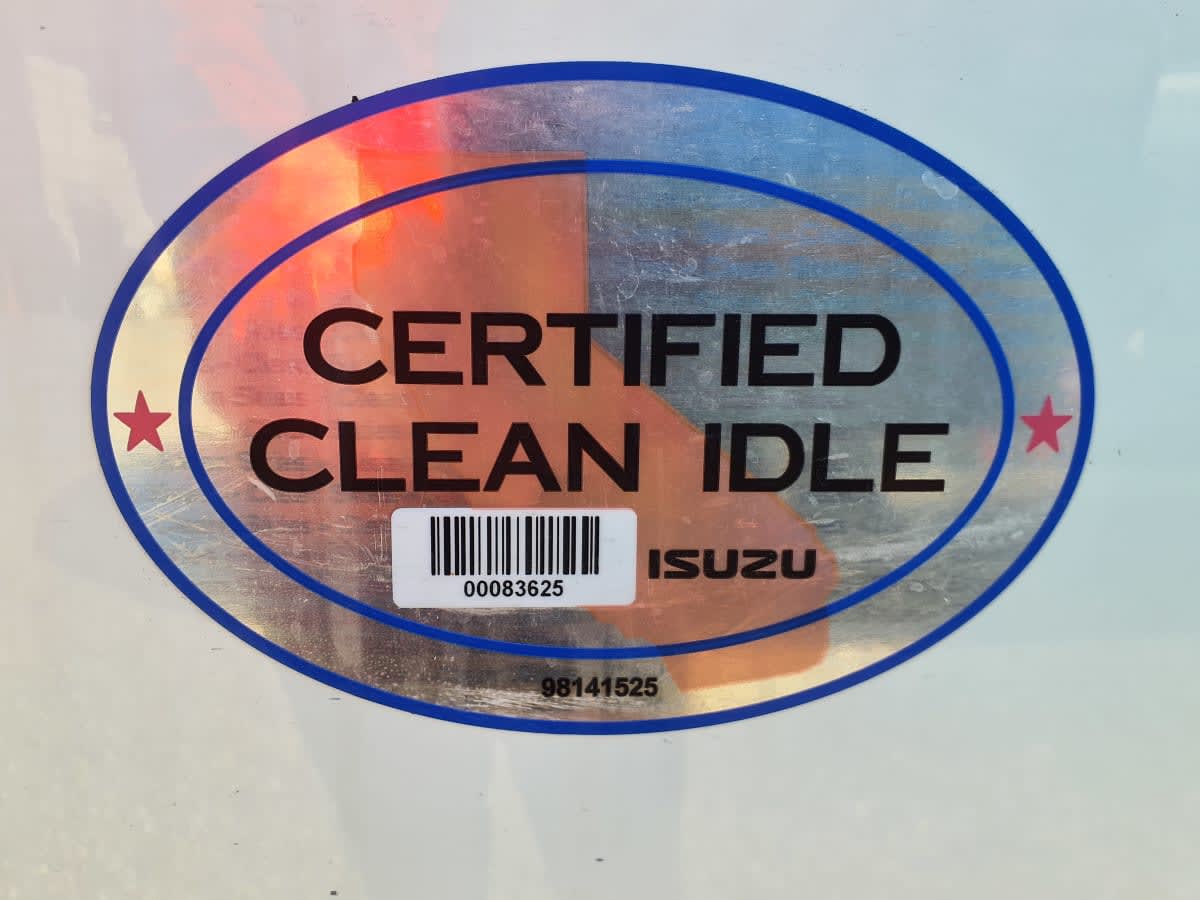 CERTIFIED
CLEAN IDLE
00083625
ISUZU
98141525